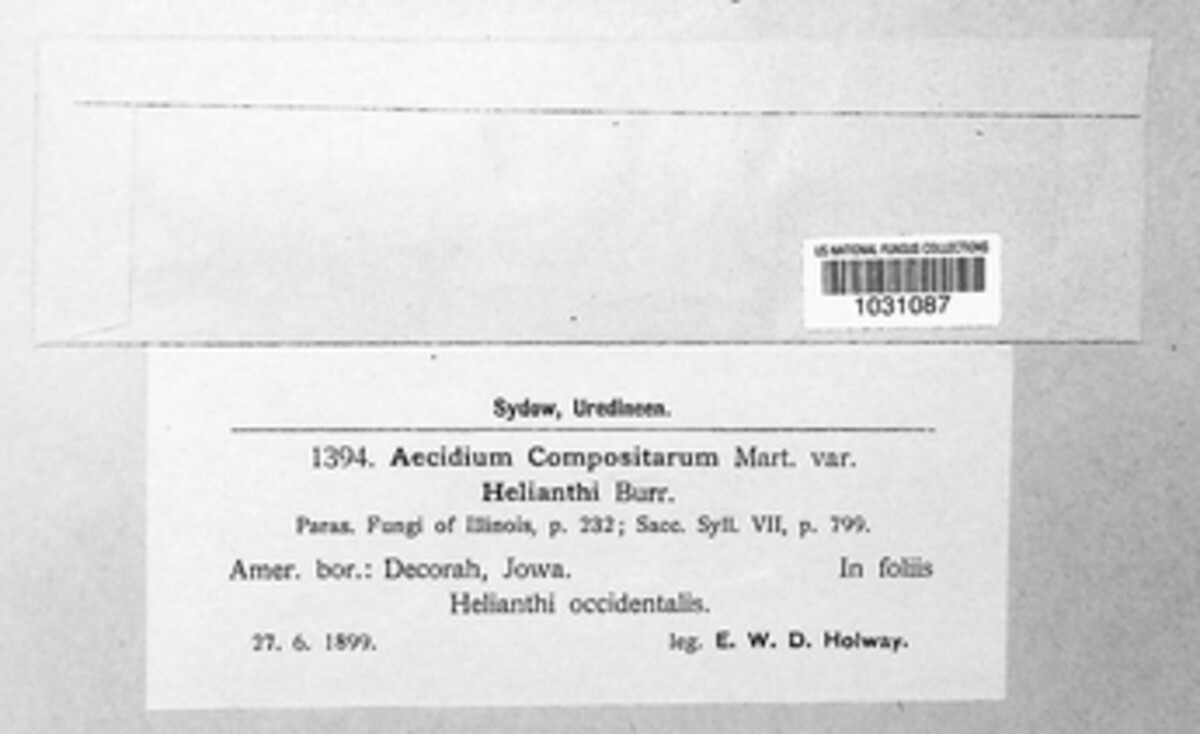 US NATIONAL FUNGUS COLLECTIONS
1031087
Sydow, Uredineen.
1394. Aecidium Compositarum Mart. var.
Helianthi Burr.
Paras. Fungi of Illinois, p. 232; Sacc. Syll. VII, p. 799.
Amer. bor.: Decorah, Jowa. In foliis
Helianthi occidentalis.
27. 6. 1899. leg. E. W. D. Holway.